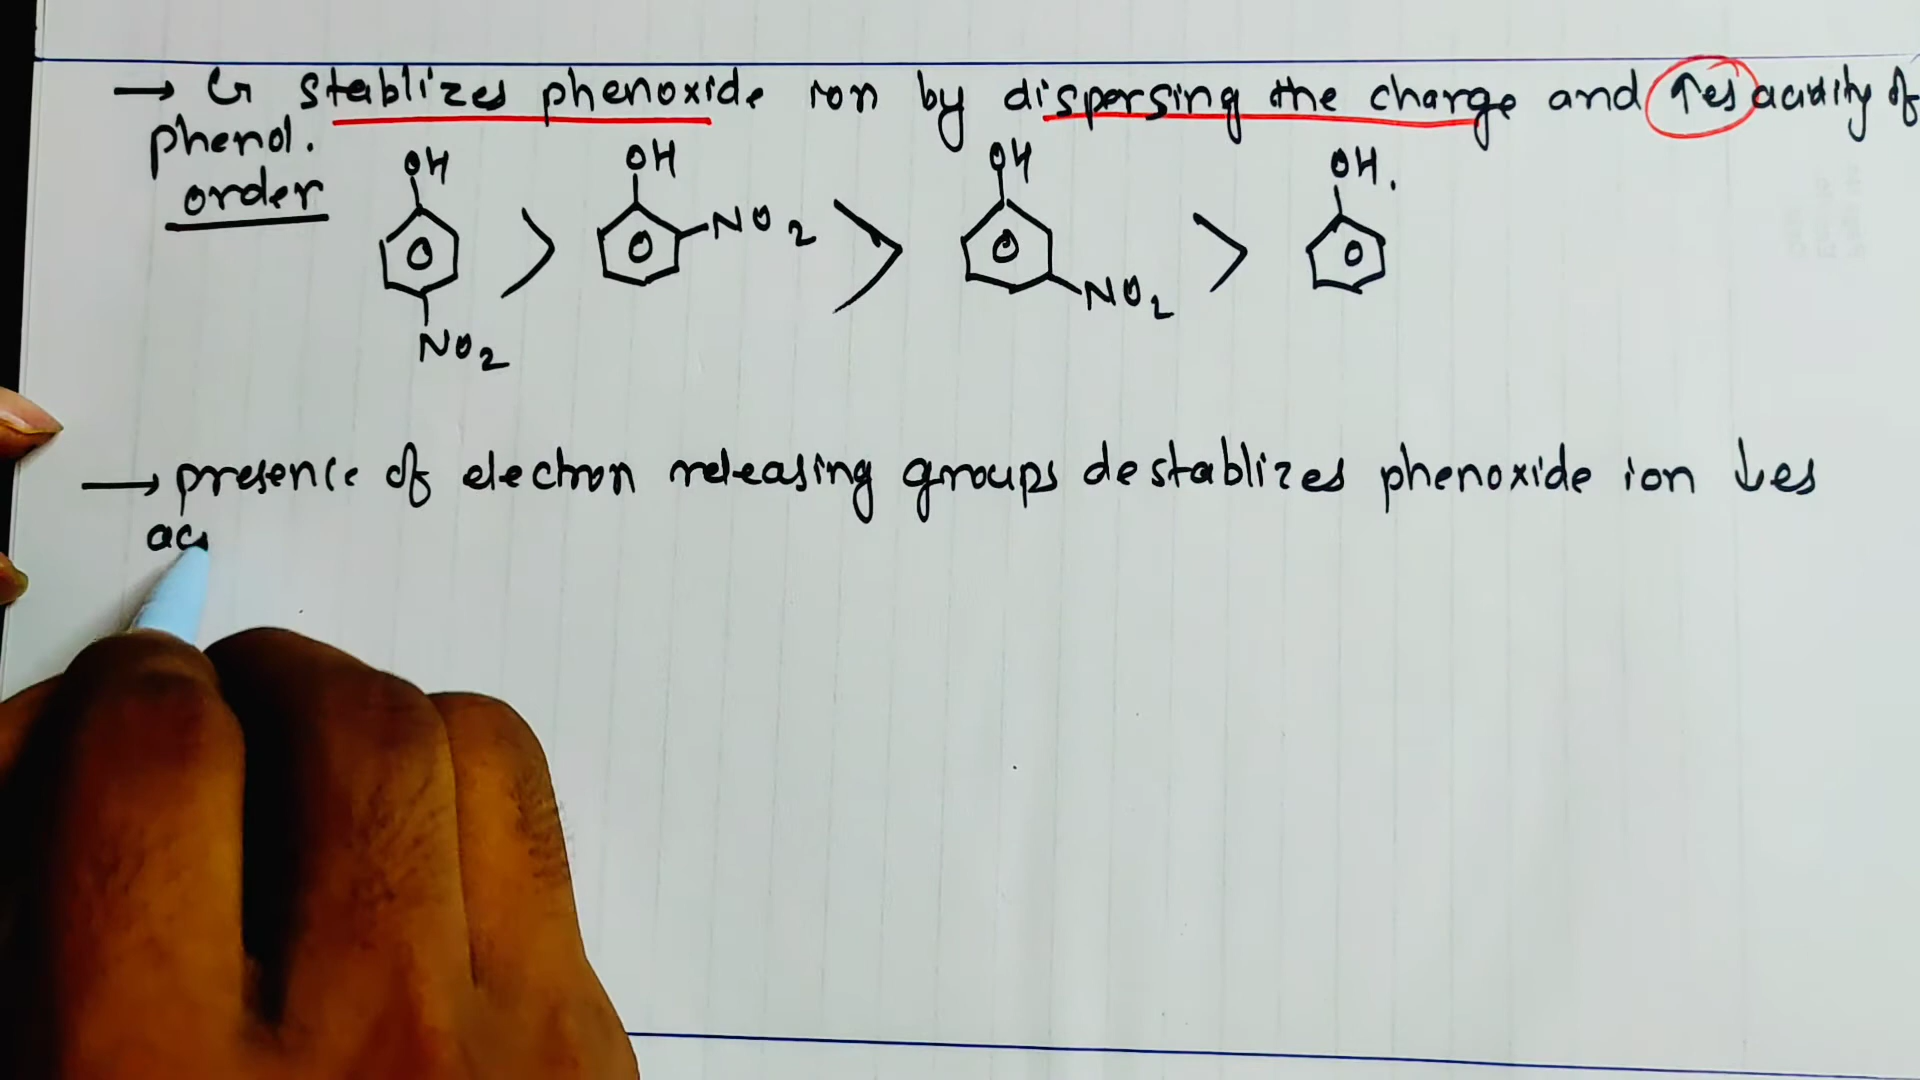 → G stablizes phenoxide ion by dispersing the charge and ↑es acidity of
phenol.
order
OH > OH > OH > OH.
NO2 NO2 NO2
→ presence of electron releasing groups destablizes phenoxide ion ↓es
aci